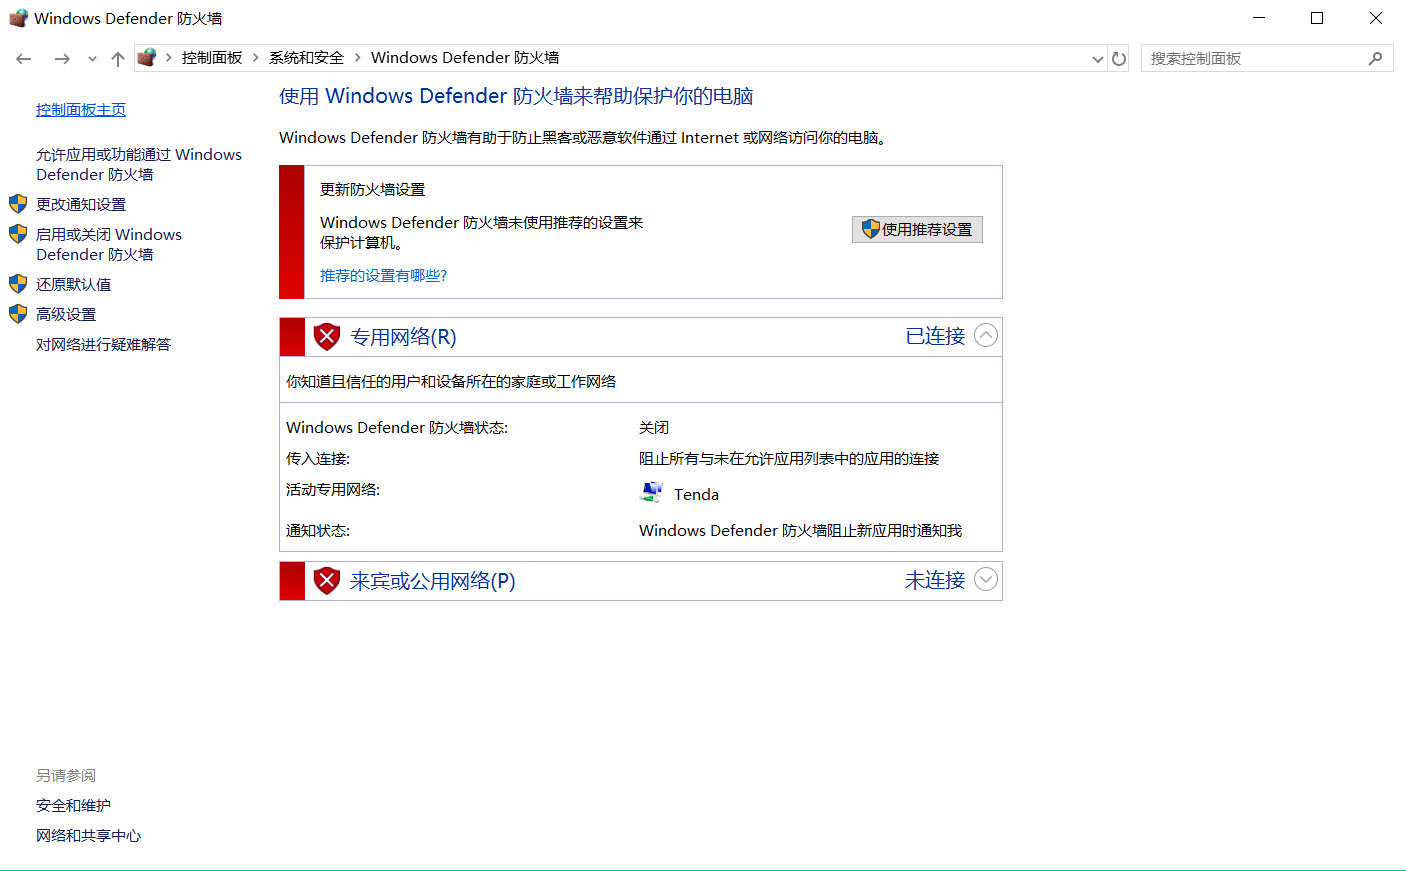 Windows Defender 防火墙
控制面板 系统和安全 Windows Defender 防火墙
搜索控制面板
控制面板主页
允许应用或功能通过 Windows
Defender 防火墙
更改通知设置
启用或关闭 Windows
Defender 防火墙
还原默认值
高级设置
对网络进行疑难解答
使用 Windows Defender 防火墙来帮助保护你的电脑
Windows Defender 防火墙有助于防止黑客或恶意软件通过 Internet 或网络访问你的电脑。
更新防火墙设置
Windows Defender 防火墙未使用推荐的设置来
保护计算机。
使用推荐设置
推荐的设置有哪些?
专用网络(R) 已连接
你知道且信任的用户和设备所在的家庭或工作网络
Windows Defender 防火墙状态: 关闭
传入连接: 阻止所有与未在允许应用列表中的应用的连接
活动专用网络: Tenda
通知状态: Windows Defender 防火墙阻止新应用时通知我
来宾或公用网络(P) 未连接
另请参阅
安全和维护
网络和共享中心